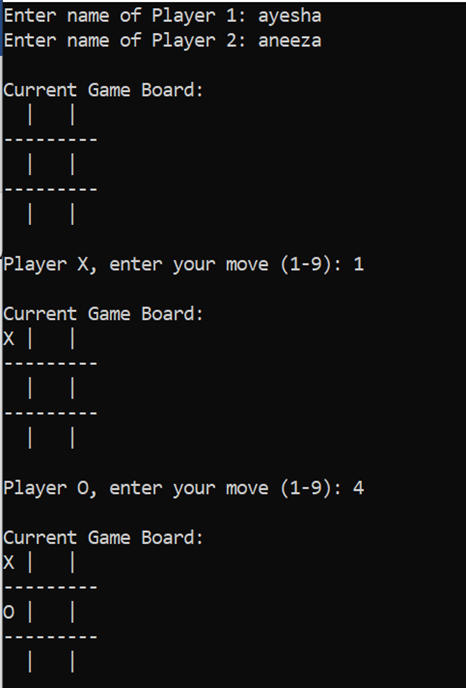 Enter name of Player 1: ayesha
Enter name of Player 2: aneeza

Current Game Board:
  |   |
---------
  |   |
---------
  |   |

Player X, enter your move (1-9): 1

Current Game Board:
X |   |
---------
  |   |
---------
  |   |

Player O, enter your move (1-9): 4

Current Game Board:
X |   |
---------
O |   |
---------
  |   |